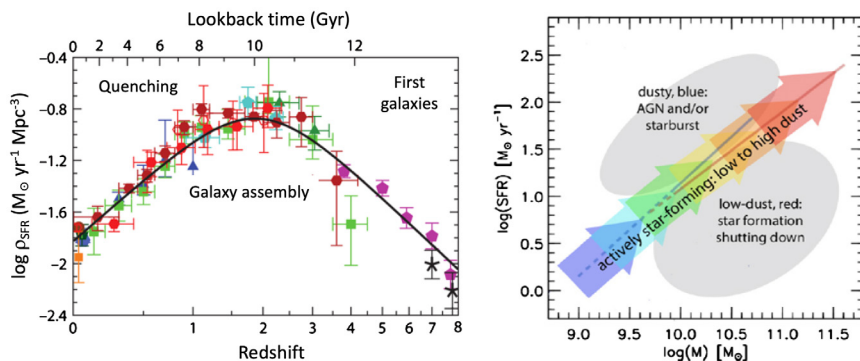 Lookback time (Gyr)
0 2 4 6 8 10 12
-0.4
-0.8
-1.2
-1.6
-2
-2.4
log ρSFR (M⊙ yr-1 Mpc-3)
Quenching
First
galaxies
Galaxy assembly
0 1 2 3 4 5 6 7 8
Redshift
3.0
2.5
2.0
1.5
1.0
0.5
0.0
log(SFR) [M⊙ yr-1]
dusty, blue:
AGN and/or
starburst
actively star-forming: low to high dust
low-dust, red:
star formation
shutting down
9.0 9.5 10.0 10.5 11.0 11.5
log(M) [M⊙]